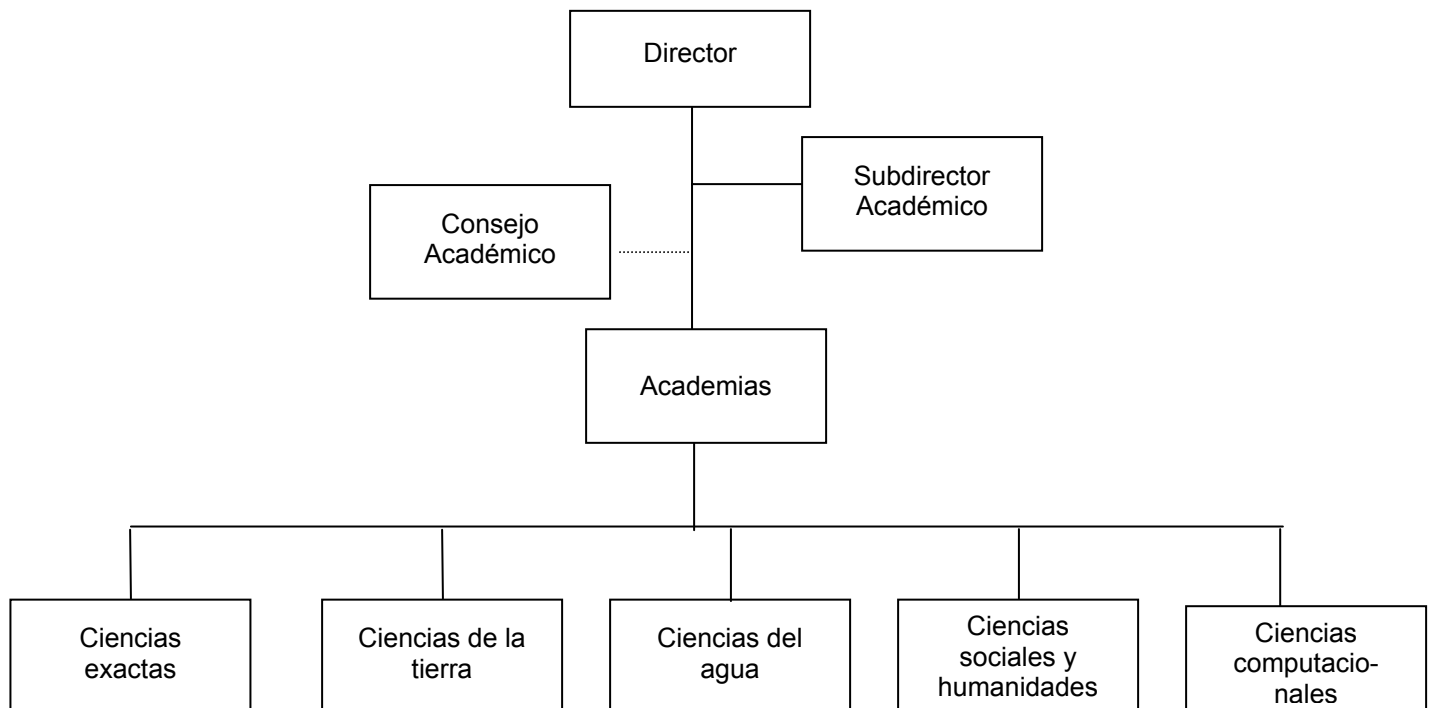 Director
Subdirector
Académico
Consejo
Académico
Academias
Ciencias
exactas
Ciencias de la
tierra
Ciencias del
agua
Ciencias
sociales y
humanidades
Ciencias
computacio-
nales